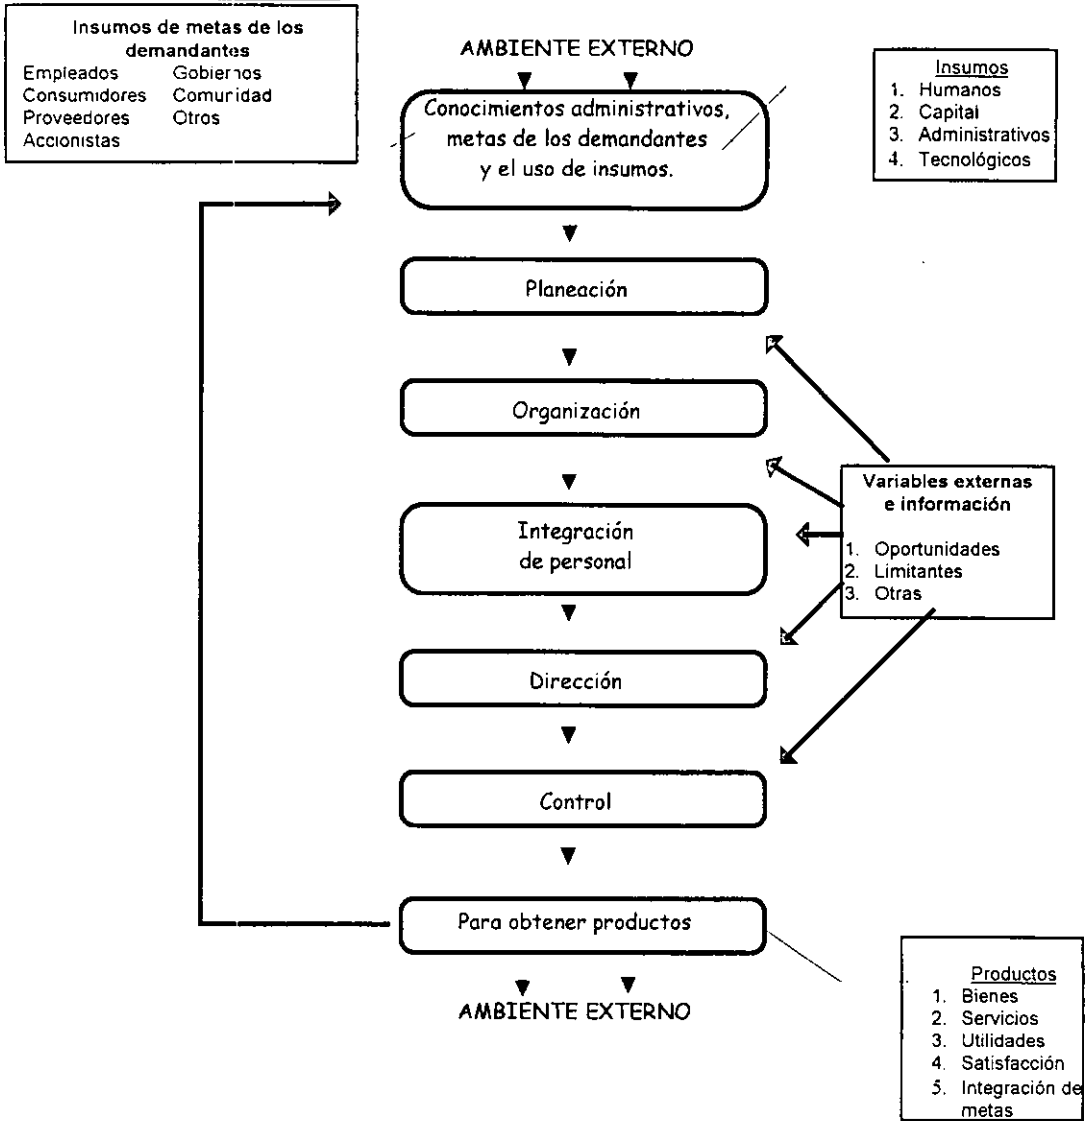 Insumos de metas de los
demandantes
Empleados Gobiernos
Consumidores Comunidad
Proveedores Otros
Accionistas
AMBIENTE EXTERNO
Conocimientos administrativos,
metas de los demandantes
y el uso de insumos.
Insumos
1. Humanos
2. Capital
3. Administrativos
4. Tecnológicos
Planeación
Organización
Integración
de personal
Variables externas
e información
1. Oportunidades
2. Limitantes
3. Otras
Dirección
Control
Para obtener productos
AMBIENTE EXTERNO
Productos
1. Bienes
2. Servicios
3. Utilidades
4. Satisfacción
5. Integración de
metas